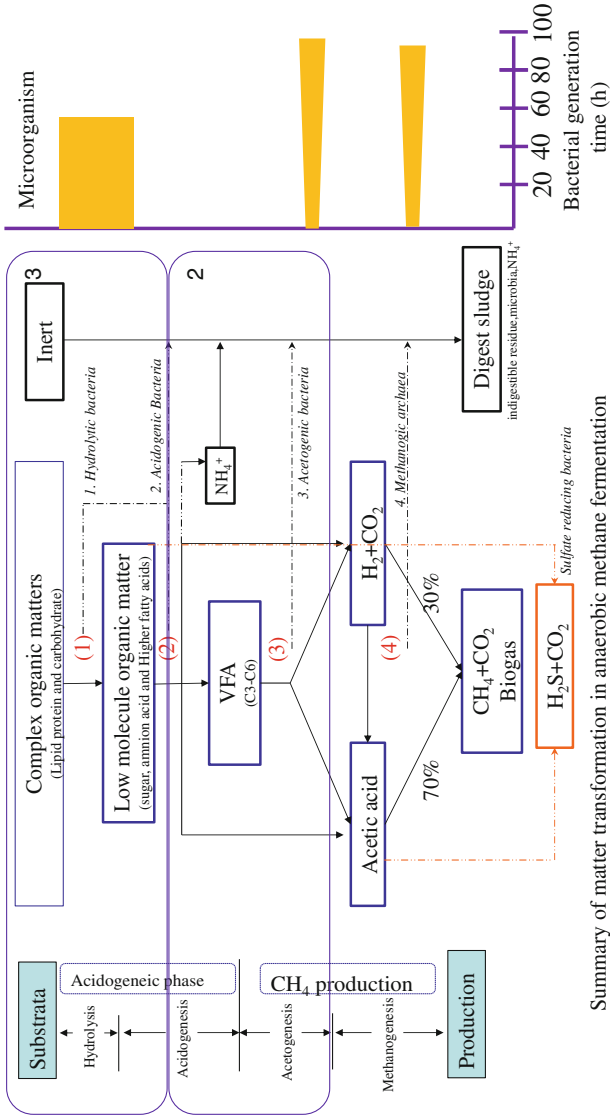 Substrata
Hydrolysis
Acidogenesis
Acetogenesis
Methanogenesis
Production
Acidogeneic phase
CH₄ production
Complex organic matters
(Lipid protein and carbohydrate)
(1)
Low molecule organic matter
(sugar, amnion acid and Higher fatty acids)
(2)
VFA
(C3-C6)
(3)
Acetic acid
H₂+CO₂
(4)
70%
30%
CH₄+CO₂
Biogas
H₂S+CO₂
Sulfate reducing bacteria
1. Hydrolytic bacteria
2. Acidogenic Bacteria
NH₄⁺
3. Acetogenic bacteria
4. Methanogic archaea
3
Inert
2
Digest sludge
indigestible residue,microbia,NH₄⁺
Microorganism
20 40 60 80 100
Bacterial generation
time (h)
Summary of matter transformation in anaerobic methane fermentation